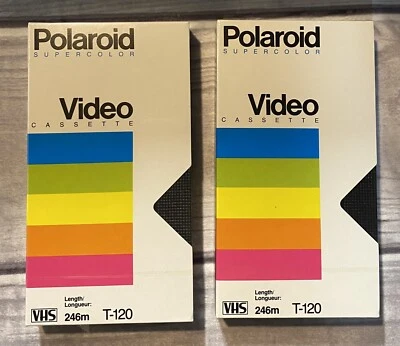 Polaroid
SUPERCOLOR
Video
CASSETTE
VHS
Length/
Longueur:
246m
T-120
Polaroid
SUPERCOLOR
Video
CASSETTE
VHS
Length/
Longueur:
246m
T-120